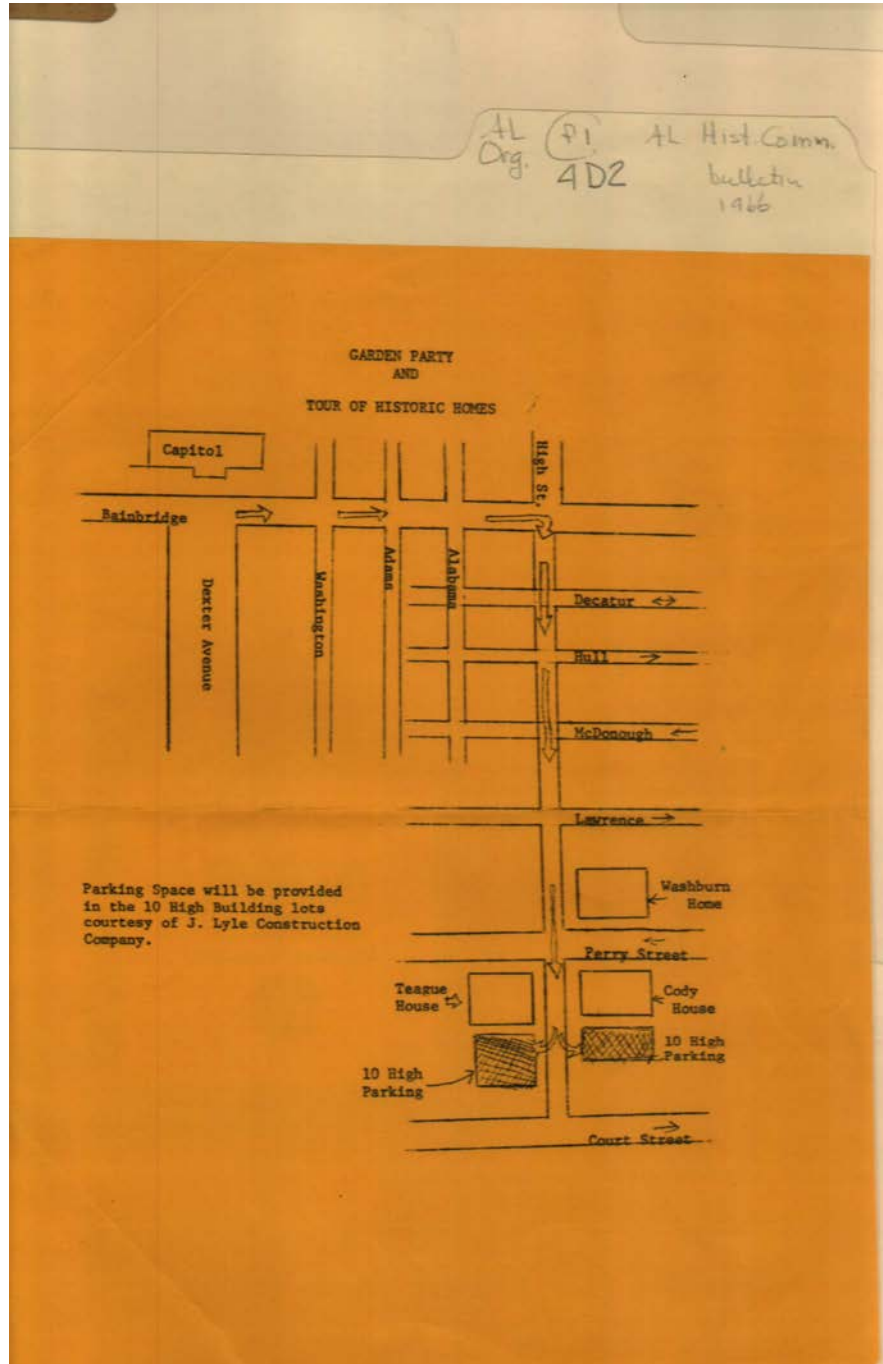 AL P1 AL Hist. Comm.
Org. 4D2 bulletin
1966
GARDEN PARTY
AND
TOUR OF HISTORIC HOMES
Capitol
High St.
Bainbridge
Dexter Avenue
Washington
Adams
Alabama
Decatur
Hull
McDonough
Lawrence
Parking Space will be provided
in the 10 High Building lots
courtesy of J. Lyle Construction
Company.
Washburn
Home
Perry Street
Teague
House
Cody
House
10 High
Parking
10 High
Parking
Court Street